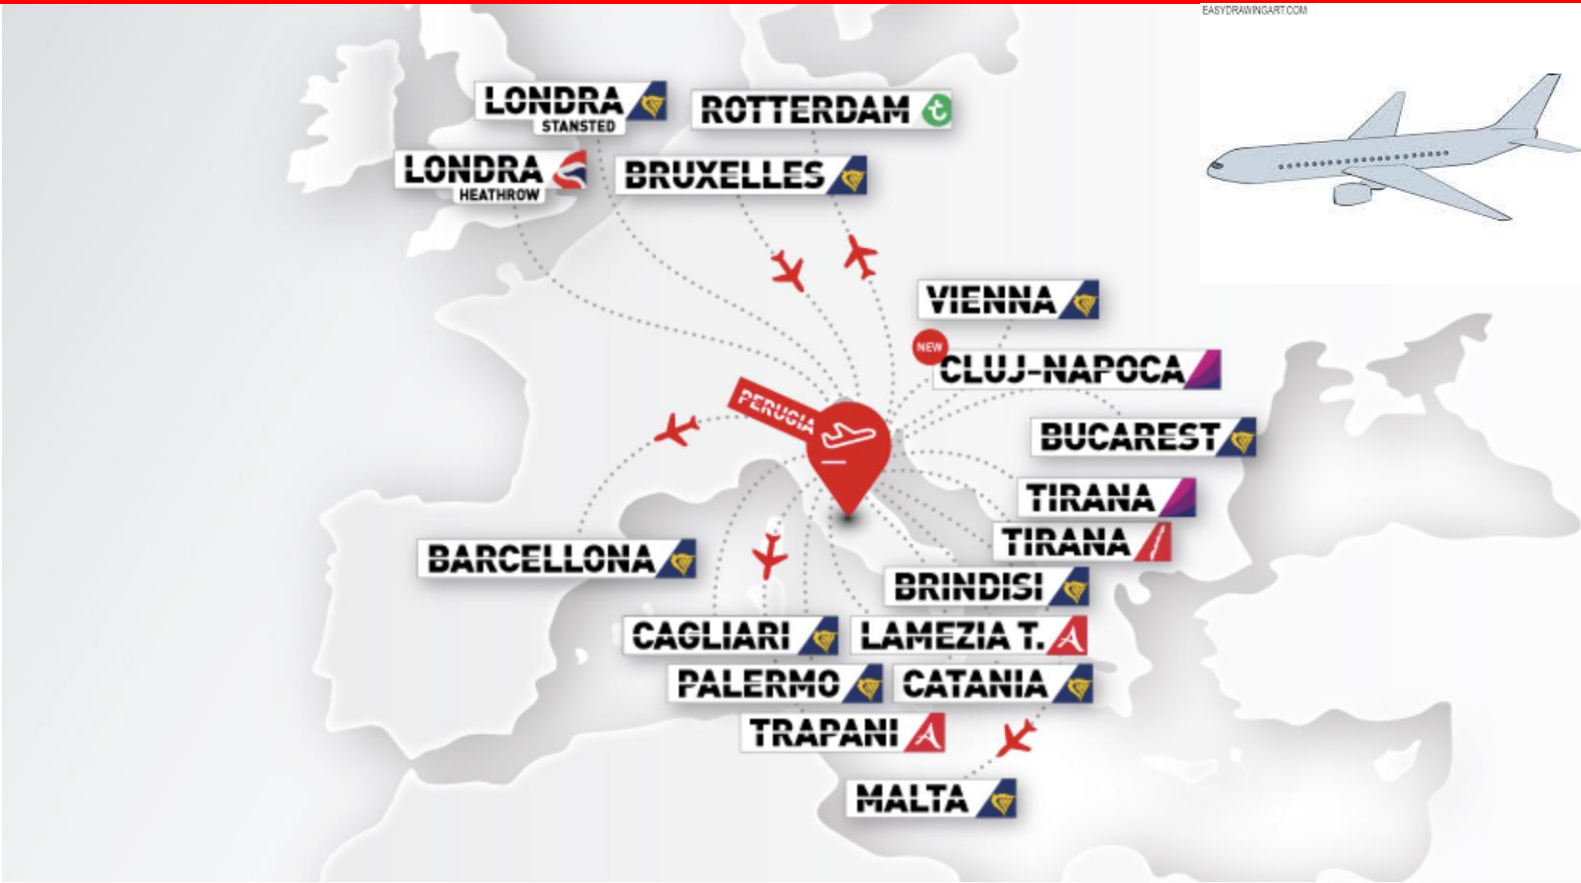 EASYDRAWINGART.COM
LONDRA
STANSTED
ROTTERDAM
LONDRA
HEATHROW
BRUXELLES
VIENNA
NEW
CLUJ-NAPOCA
PERUGIA
BUCAREST
TIRANA
TIRANA
BARCELLONA
BRINDISI
CAGLIARI
LAMEZIA T.
PALERMO
CATANIA
TRAPANI
MALTA